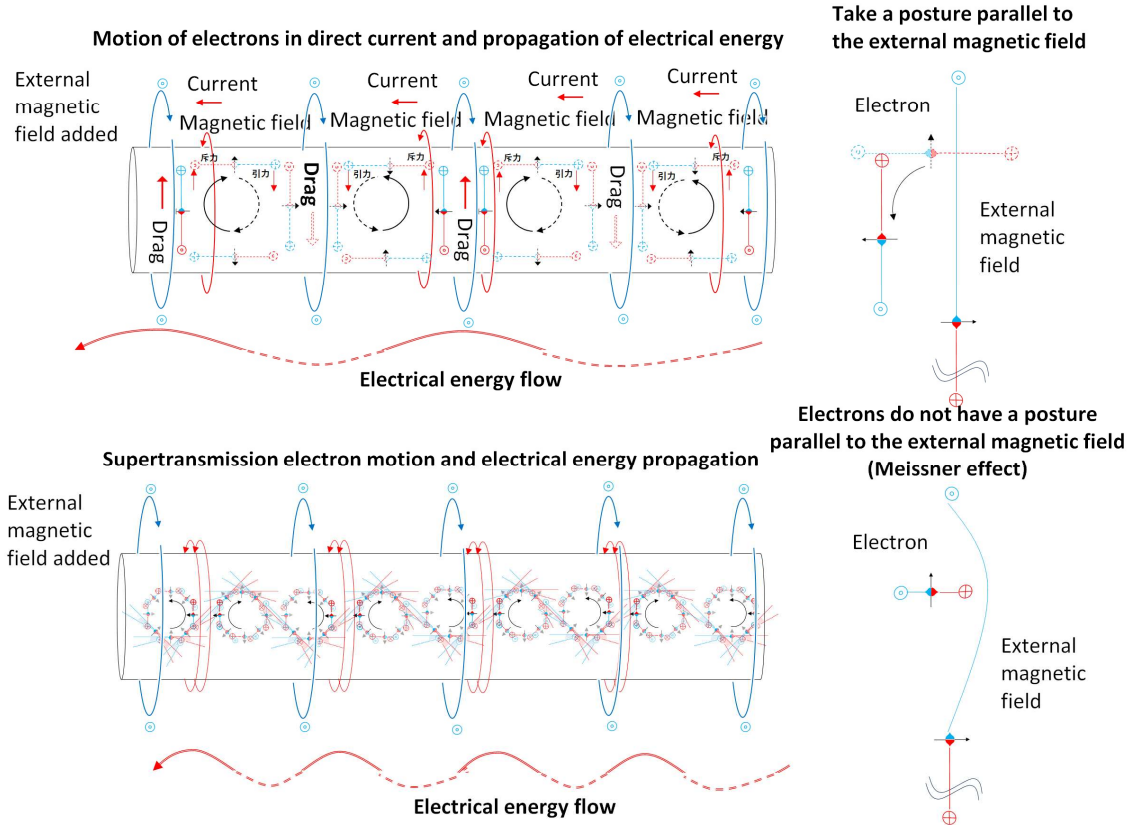 Motion of electrons in direct current and propagation of electrical energy
Take a posture parallel to
the external magnetic field
External
magnetic
field added
Current
Current
Current
Current
Magnetic field
Magnetic field
Magnetic field
Magnetic field
斥力
斥力
斥力
斥力
引力
引力
引力
引力
Drag
Drag
Drag
Drag
Electrical energy flow
Electron
External
magnetic
field
Supertransmission electron motion and electrical energy propagation
Electrons do not have a posture
parallel to the external magnetic field
(Meissner effect)
External
magnetic
field added
Electrical energy flow
Electron
External
magnetic
field